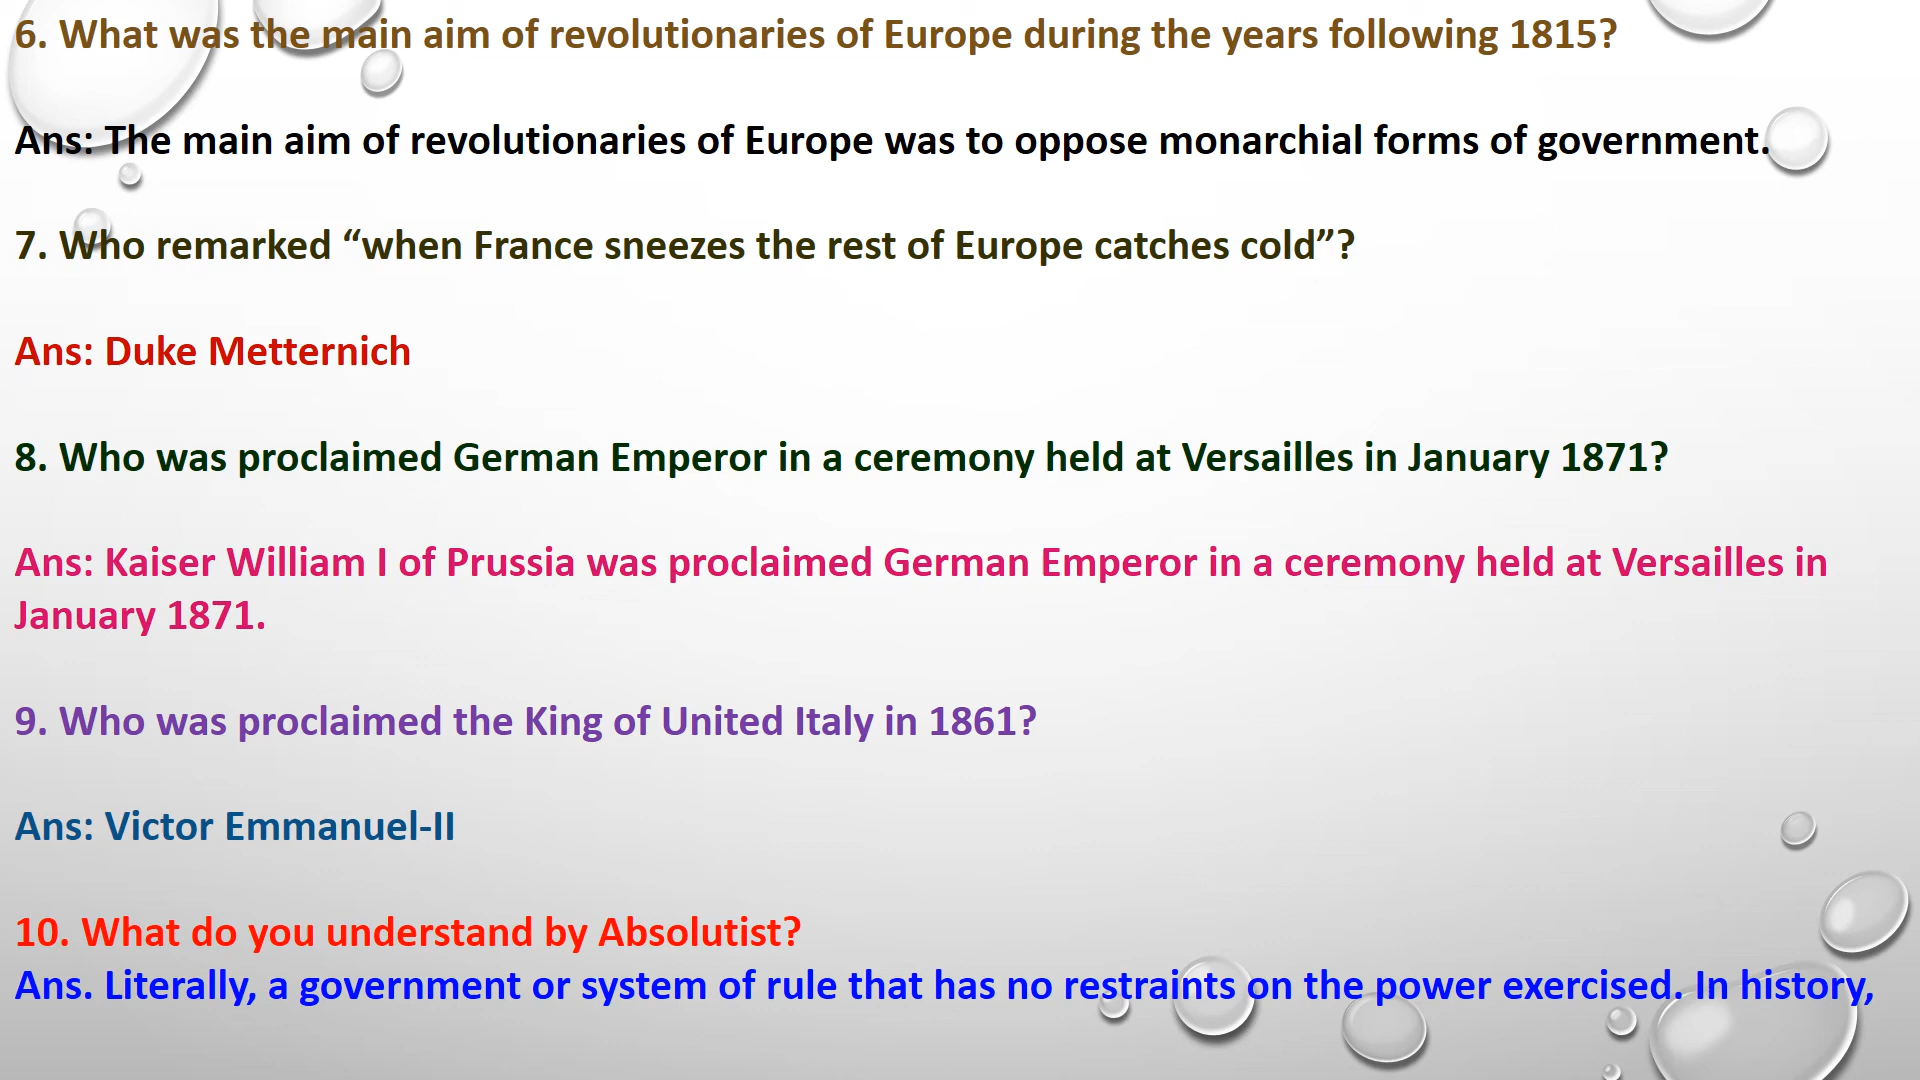 6. What was the main aim of revolutionaries of Europe during the years following 1815?
Ans: The main aim of revolutionaries of Europe was to oppose monarchial forms of government.
7. Who remarked “when France sneezes the rest of Europe catches cold”?
Ans: Duke Metternich
8. Who was proclaimed German Emperor in a ceremony held at Versailles in January 1871?
Ans: Kaiser William I of Prussia was proclaimed German Emperor in a ceremony held at Versailles in
January 1871.
9. Who was proclaimed the King of United Italy in 1861?
Ans: Victor Emmanuel-II
10. What do you understand by Absolutist?
Ans. Literally, a government or system of rule that has no restraints on the power exercised. In history,